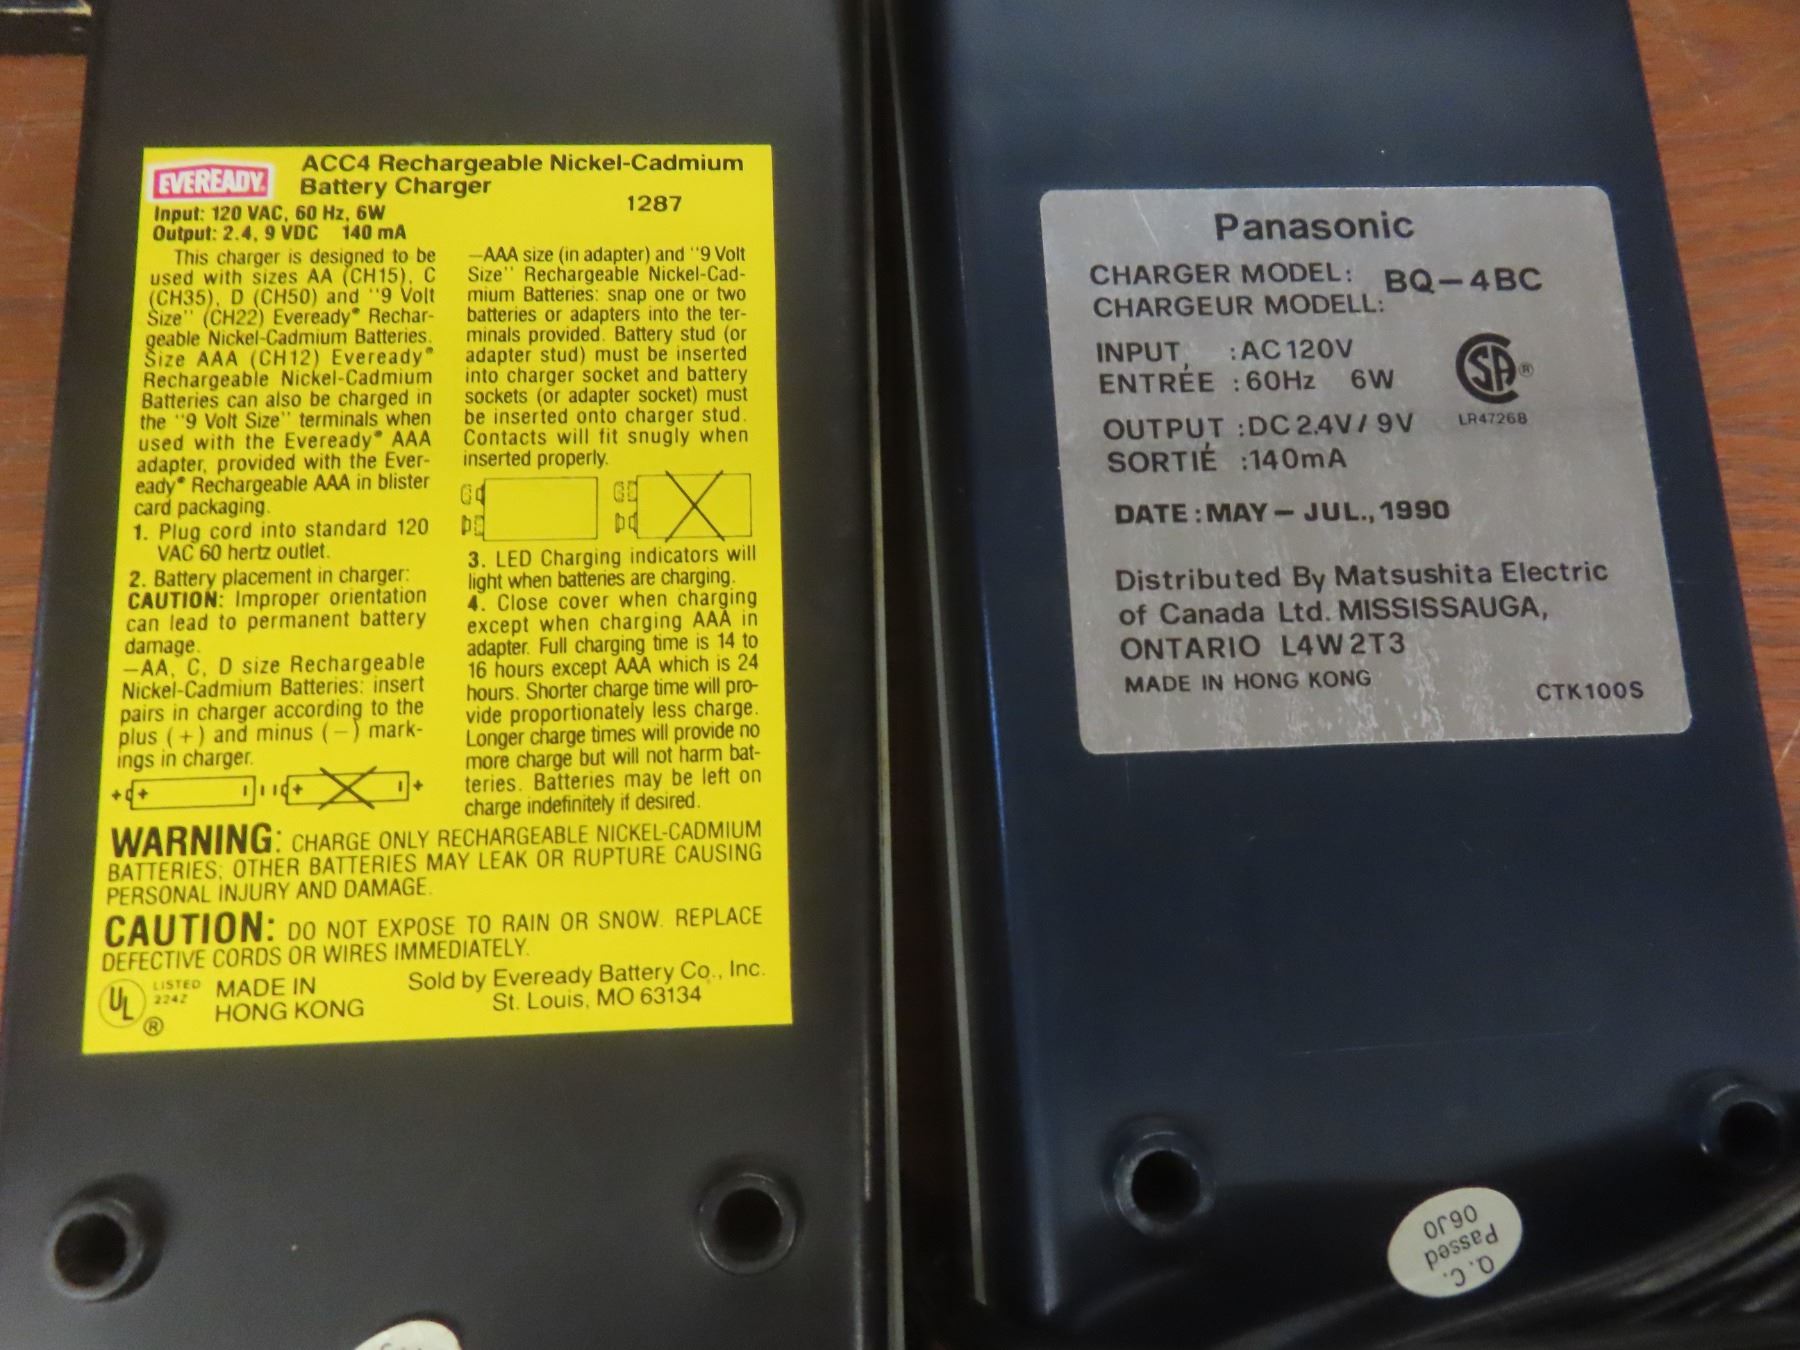 EVEREADY®
ACC4 Rechargeable Nickel-Cadmium
Battery Charger
1287
Input: 120 VAC, 60 Hz, 6W
Output: 2.4, 9 VDC 140 mA
This charger is designed to be
used with sizes AA (CH15), C
(CH35), D (CH50) and "9 Volt
Size" (CH22) Eveready® Rechar-
geable Nickel-Cadmium Batteries.
Size AAA (CH12) Eveready®
Rechargeable Nickel-Cadmium
Batteries can also be charged in
the "9 Volt Size" terminals when
used with the Eveready® AAA
adapter, provided with the Ever-
eady® Rechargeable AAA in blister
card packaging.
1. Plug cord into standard 120
VAC 60 hertz outlet.
2. Battery placement in charger:
CAUTION: Improper orientation
can lead to permanent battery
damage.
—AA, C, D size Rechargeable
Nickel-Cadmium Batteries: insert
pairs in charger according to the
plus (+) and minus (−) mark-
ings in charger.
—AAA size (in adapter) and "9 Volt
Size" Rechargeable Nickel-Cad-
mium Batteries: snap one or two
batteries or adapters into the ter-
minals provided. Battery stud (or
adapter stud) must be inserted
into charger socket and battery
sockets (or adapter socket) must
be inserted onto charger stud.
Contacts will fit snugly when
inserted properly.
3. LED Charging indicators will
light when batteries are charging.
4. Close cover when charging
except when charging AAA in
adapter. Full charging time is 14 to
16 hours except AAA which is 24
hours. Shorter charge time will pro-
vide proportionately less charge.
Longer charge times will provide no
more charge but will not harm bat-
teries. Batteries may be left on
charge indefinitely if desired.
WARNING: CHARGE ONLY RECHARGEABLE NICKEL-CADMIUM
BATTERIES; OTHER BATTERIES MAY LEAK OR RUPTURE CAUSING
PERSONAL INJURY AND DAMAGE.
CAUTION: DO NOT EXPOSE TO RAIN OR SNOW. REPLACE
DEFECTIVE CORDS OR WIRES IMMEDIATELY.
UL ® LISTED
224Z
MADE IN
HONG KONG
Sold by Eveready Battery Co., Inc.
St. Louis, MO 63134
Panasonic
CHARGER MODEL: BQ-4BC
CHARGEUR MODELL:
INPUT : AC 120V
ENTRÉE : 60Hz 6W
SA ®
LR47268
OUTPUT : DC 2.4V / 9V
SORTIÉ : 140mA
DATE : MAY – JUL., 1990
Distributed By Matsushita Electric
of Canada Ltd. MISSISSAUGA,
ONTARIO L4W 2T3
MADE IN HONG KONG
CTK100S
Q.C.
Passed
06J0